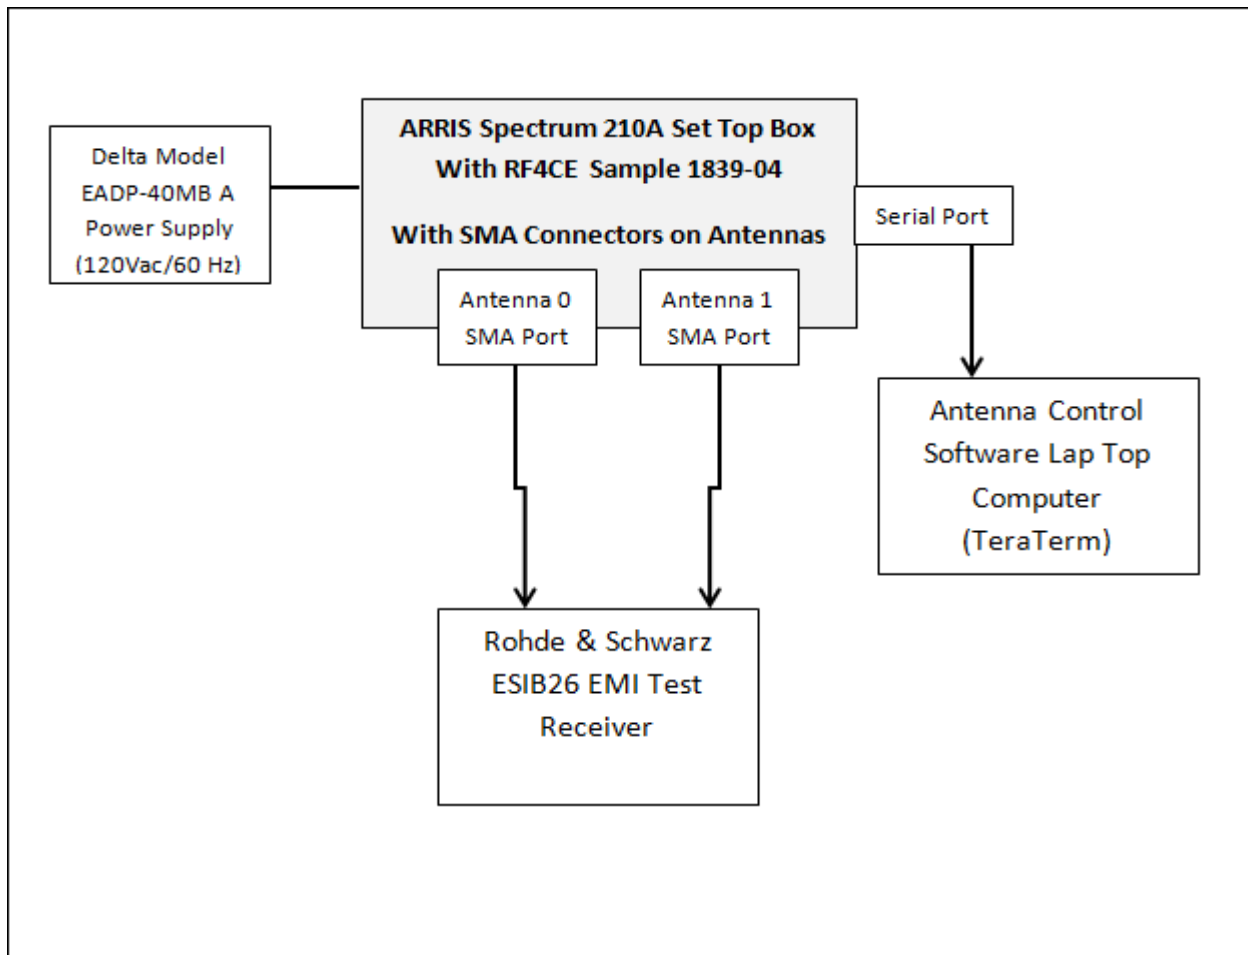 Delta Model
EADP-40MB A
Power Supply
(120Vac/60 Hz)
ARRIS Spectrum 210A Set Top Box
With RF4CE  Sample 1839-04
With SMA Connectors on Antennas
Serial Port
Antenna 0
SMA Port
Antenna 1
SMA Port
Antenna Control
Software Lap Top
Computer
(TeraTerm)
Rohde & Schwarz
ESIB26 EMI Test
Receiver